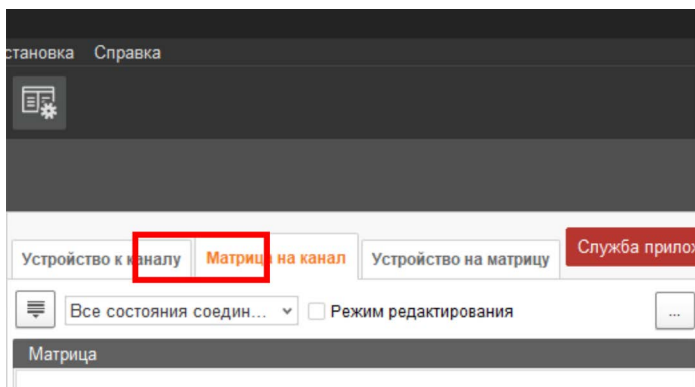 становка Справка
Устройство к каналу Матрица на канал Устройство на матрицу Служба прилож
Все состояния соедин... Режим редактирования ...
Матрица